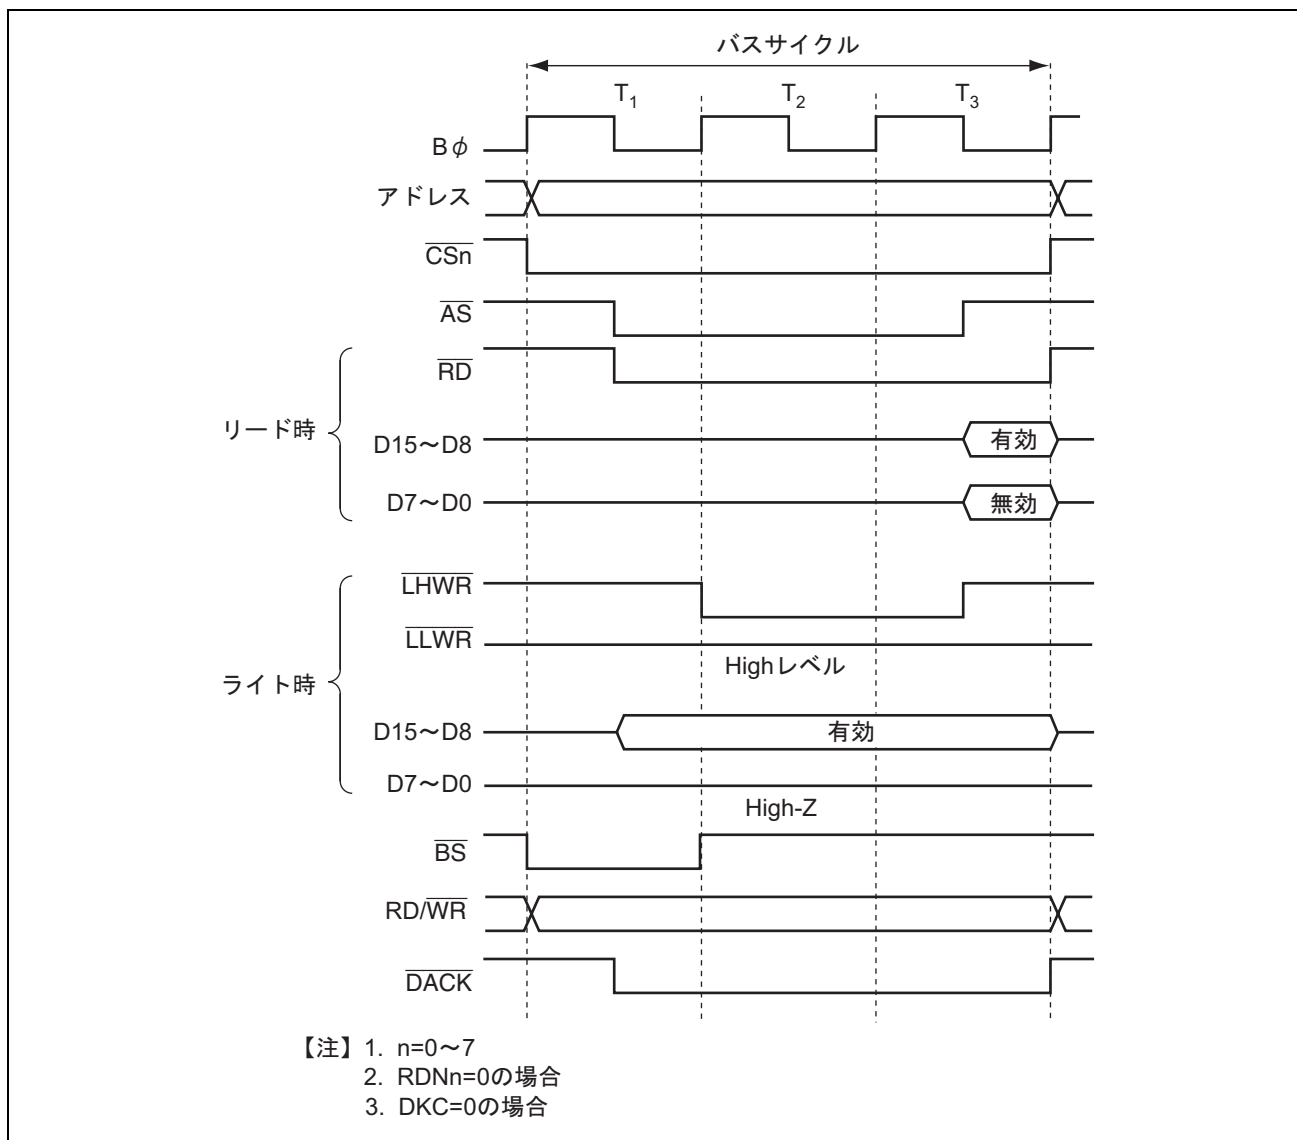 バスサイクル
T1 T2 T3
Bφ
アドレス
CSn
AS
RD
リード時
D15〜D8 有効
D7〜D0 無効
LHWR
LLWR
Highレベル
ライト時
D15〜D8 有効
D7〜D0
High-Z
BS
RD/WR
DACK
【注】 1. n=0〜7
2. RDNn=0の場合
3. DKC=0の場合